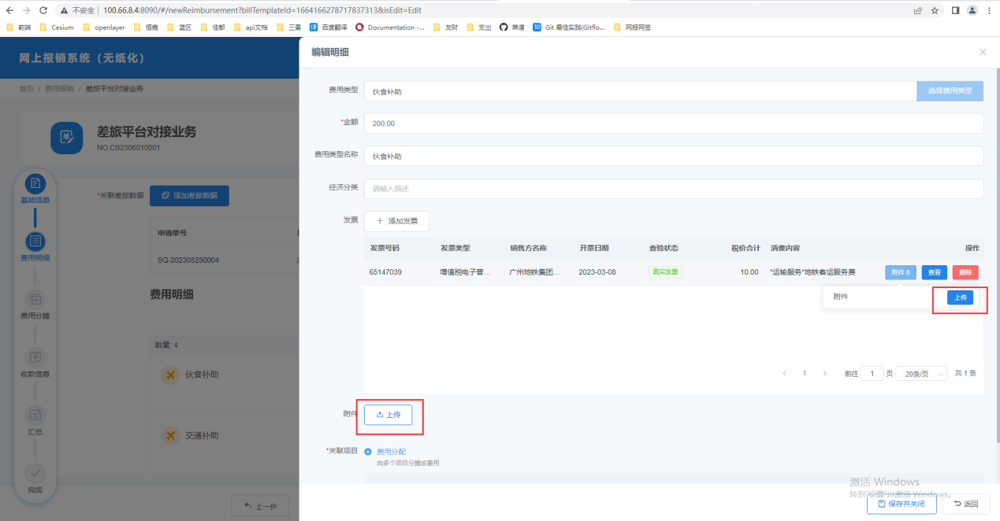 不安全 | 100.66.8.4:8090/#/newReimbursement?billTemplateId=1664166278717837313&isEdit=Edit
前端 Cesium openlayer 恒裔 蓝区 佳都 api文档 三景 译 百度翻译 Documentation -... 友财 支出 莱谱 知 Git 最佳实践(Gitflo... 网报网签
网上报销系统（无纸化）
编辑明细
首页 / 费用报销 / 差旅平台对接业务
费用类型 伙食补助 选择费用类型
*金额 200.00
差旅平台对接业务
NO.CB2306010001
费用类型名称 伙食补助
经济分类 请输入描述
基础信息
*关联差旅数据 添加差旅数据
发票 + 添加发票
申请单号
发票号码 发票类型 销售方名称 开票日期 查验状态 税价合计 消费内容 操作
费用明细
SQ-202305250004
65147039 增值税电子普... 广州地铁集团... 2023-03-08 真实发票 10.00 *运输服务*地铁客运服务费 附件 0 查看 删除
费用明细
附件 上传
费用分摊
数量: 4
收款信息
伙食补助
< 1 > 前往 1 页 20条/页 共 1 条
附件 上传
汇总
交通补助
*关联项目 费用分配
由多个项目分摊该费用
完成
激活 Windows
转到"设置"以激活 Windows。
上一步
保存并关闭 返回